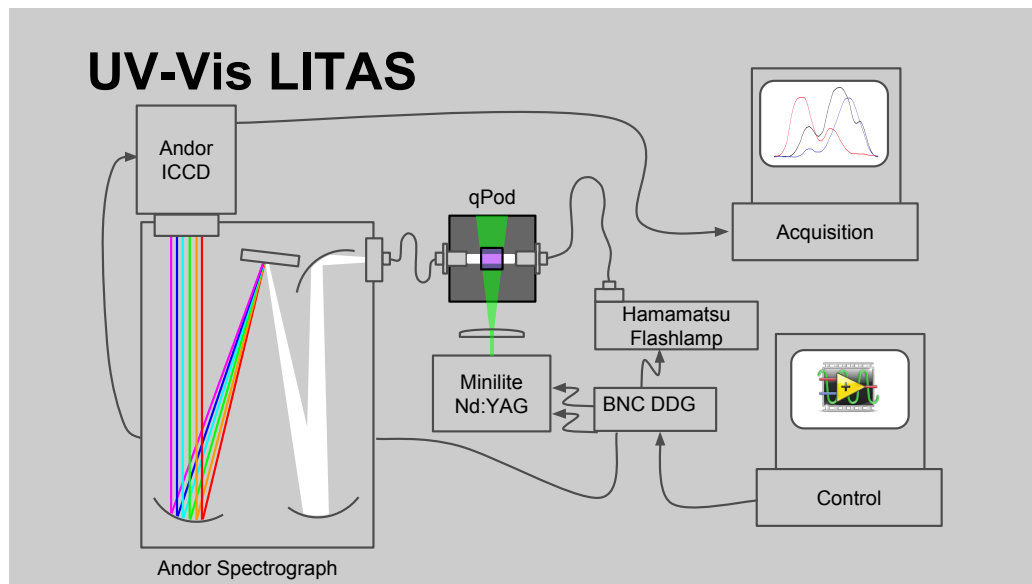 UV-Vis LITAS
Andor
ICCD
qPod
Acquisition
Hamamatsu
Flashlamp
Minilite
Nd:YAG
BNC DDG
Control
Andor Spectrograph